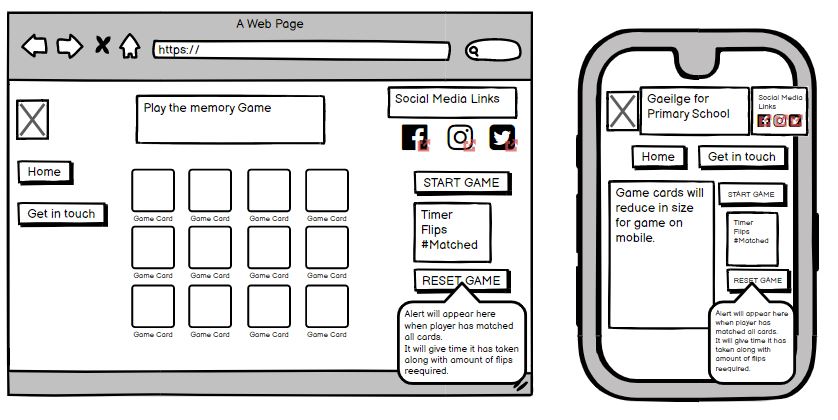 A Web Page
https://
Play the memory Game
Social Media Links
Home
Get in touch
Game Card Game Card Game Card Game Card
Game Card Game Card Game Card Game Card
Game Card Game Card Game Card Game Card
START GAME
Timer
Flips
#Matched
RESET GAME
Alert will appear here
when player has matched
all cards.
It will give time it has taken
along with amount of flips
reequired.
Gaeilge for
Primary School
Social Media
Links
Home
Get in touch
Game cards will
reduce in size
for game on
mobile.
START GAME
Timer
Flips
#Matched
RESET GAME
Alert will appear here
when player has
matched all cards.
It will give time it has
taken along with
amount of flips
reequired.